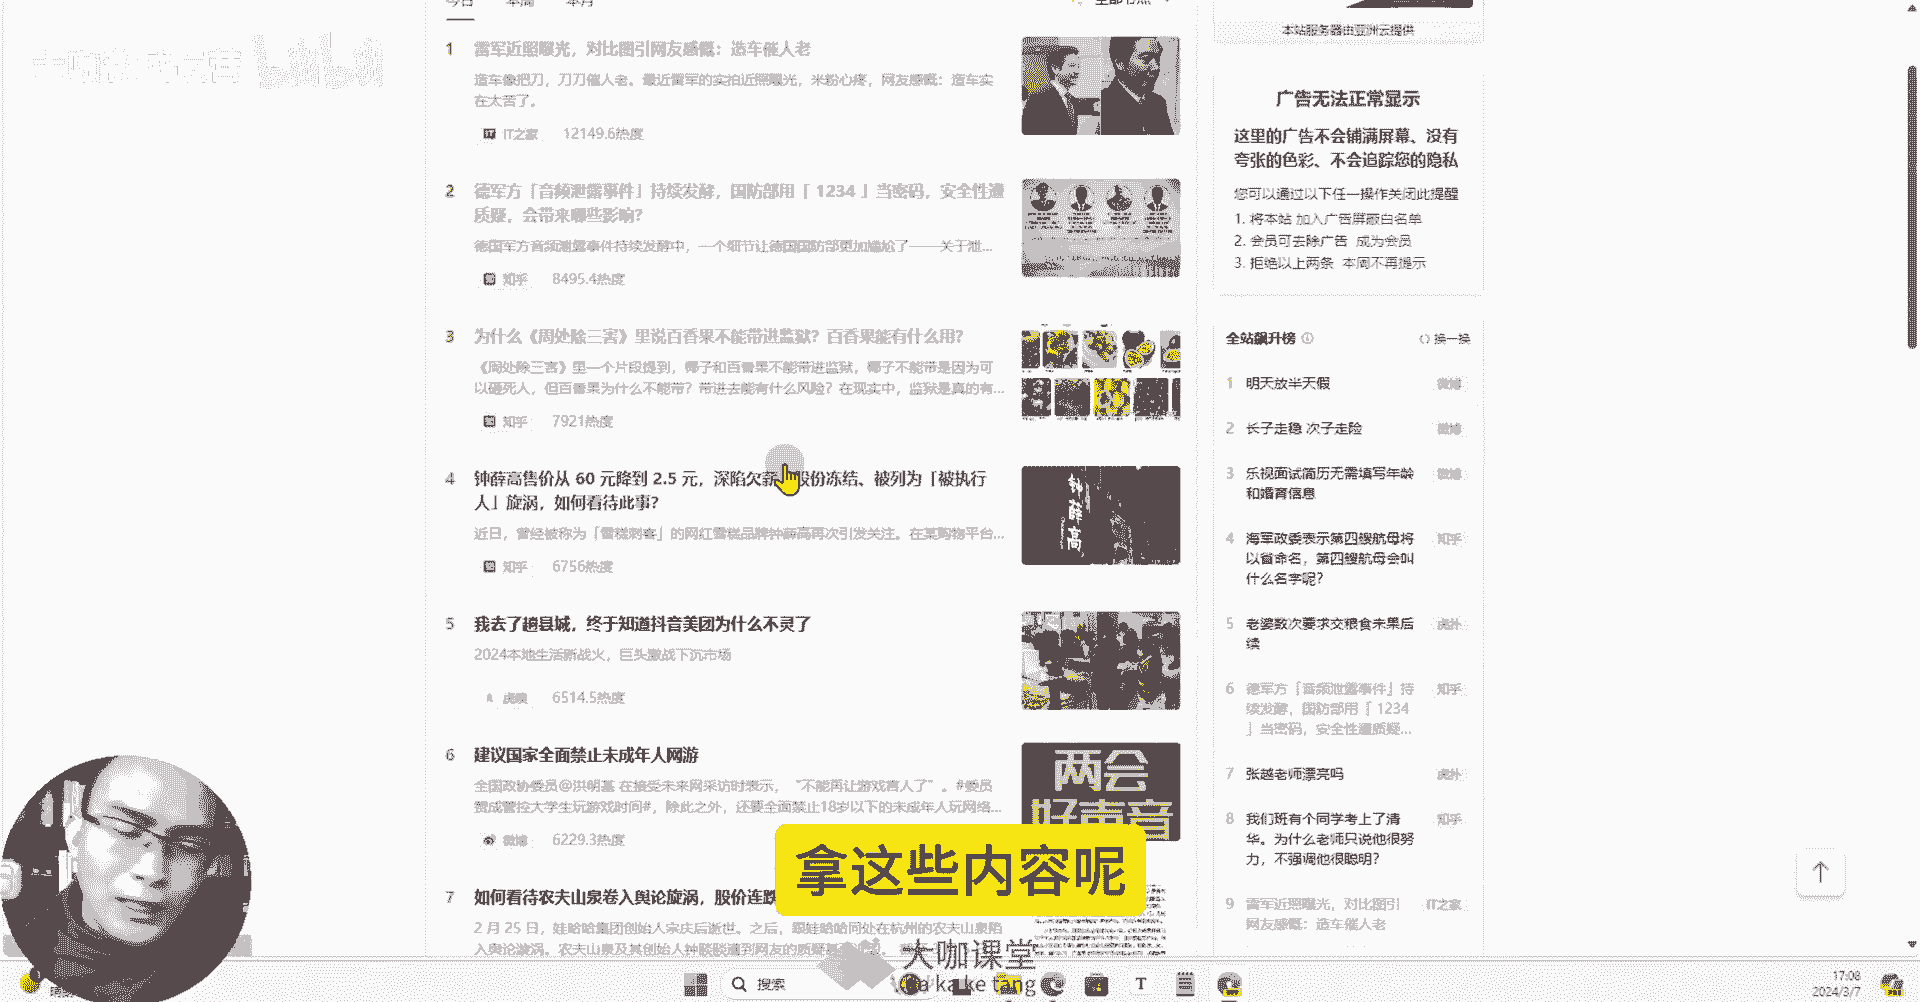 今日 本周 本月
1 雷军近照曝光，对比图引网友感慨：造车催人老
造车像把刀，刀刀催人老。最近雷军的实拍近照曝光，米粉心疼，网友感慨：造车实
在太苦了。
IT之家 12149.6热度
2 德军方「音频泄露事件」持续发酵，国防部用「 1234 」当密码，安全性遭
质疑，会带来哪些影响？
德国军方音频泄露事件持续发酵中，一个细节让德国国防部更加尴尬了——关于泄...
知乎 8495.4热度
3 为什么《周处除三害》里说百香果不能带进监狱？百香果能有什么用？
《周处除三害》里一个片段提到，椰子和百香果不能带进监狱，椰子不能带是因为可
以砸死人，但百香果为什么不能带？带进去能有什么风险？在现实中，监狱是真的有...
知乎 7921热度
4 钟薛高售价从 60 元降到 2.5 元，深陷欠薪、股份冻结、被列为「被执行
人」旋涡，如何看待此事？
近日，曾经被称为「雪糕刺客」的网红雪糕品牌钟薛高再次引发关注。在某购物平台...
知乎 6756热度
钟薛高
5 我去了趟县城，终于知道抖音美团为什么不灵了
2024本地生活新战火，巨头激战下沉市场
虎嗅 6514.5热度
6 建议国家全面禁止未成年人网游
全国政协委员@洪明基 在接受未来网采访时表示，“不能再让游戏害人了”。#委员
赞成管控大学生玩游戏时间#，除此之外，还要全面禁止18岁以下的未成年人玩网络...
微博 6229.3热度
两会
好声音
7 如何看待农夫山泉卷入舆论旋涡，股价连跌
2 月 25 日，娃哈哈集团创始人宗庆后逝世。之后，跟娃哈哈同处在杭州的农夫山泉陷
入舆论漩涡。农夫山泉及其创始人钟睒睒遭到网友的质疑
本站服务器由亚洲云提供
广告无法正常显示
这里的广告不会铺满屏幕、没有
夸张的色彩、不会追踪您的隐私
您可以通过以下任一操作关闭此提醒
1. 将本站 加入广告屏蔽白名单
2. 会员可去除广告 成为会员
3. 拒绝以上两条 本周不再提示
全站飙升榜 换一换
1 明天放半天假 微博
2 长子走稳 次子走险 微博
3 乐视面试简历无需填写年龄 微博
和婚育信息
4 海军政委表示第四艘航母将 知乎
以省命名，第四艘航母会叫
什么名字呢？
5 老婆数次要求交粮食未果后 虎扑
续
6 德军方「音频泄露事件」持 知乎
续发酵，国防部用「 1234
」当密码，安全性遭质疑...
7 张越老师漂亮吗 虎扑
8 我们班有个同学考上了清 知乎
华。为什么老师只说他很努
力，不强调他很聪明？
9 雷军近照曝光，对比图引 IT之家
网友感慨：造车催人老
拿这些内容呢
大咖课堂
ka ke tang
搜索
17:08
2024/3/7